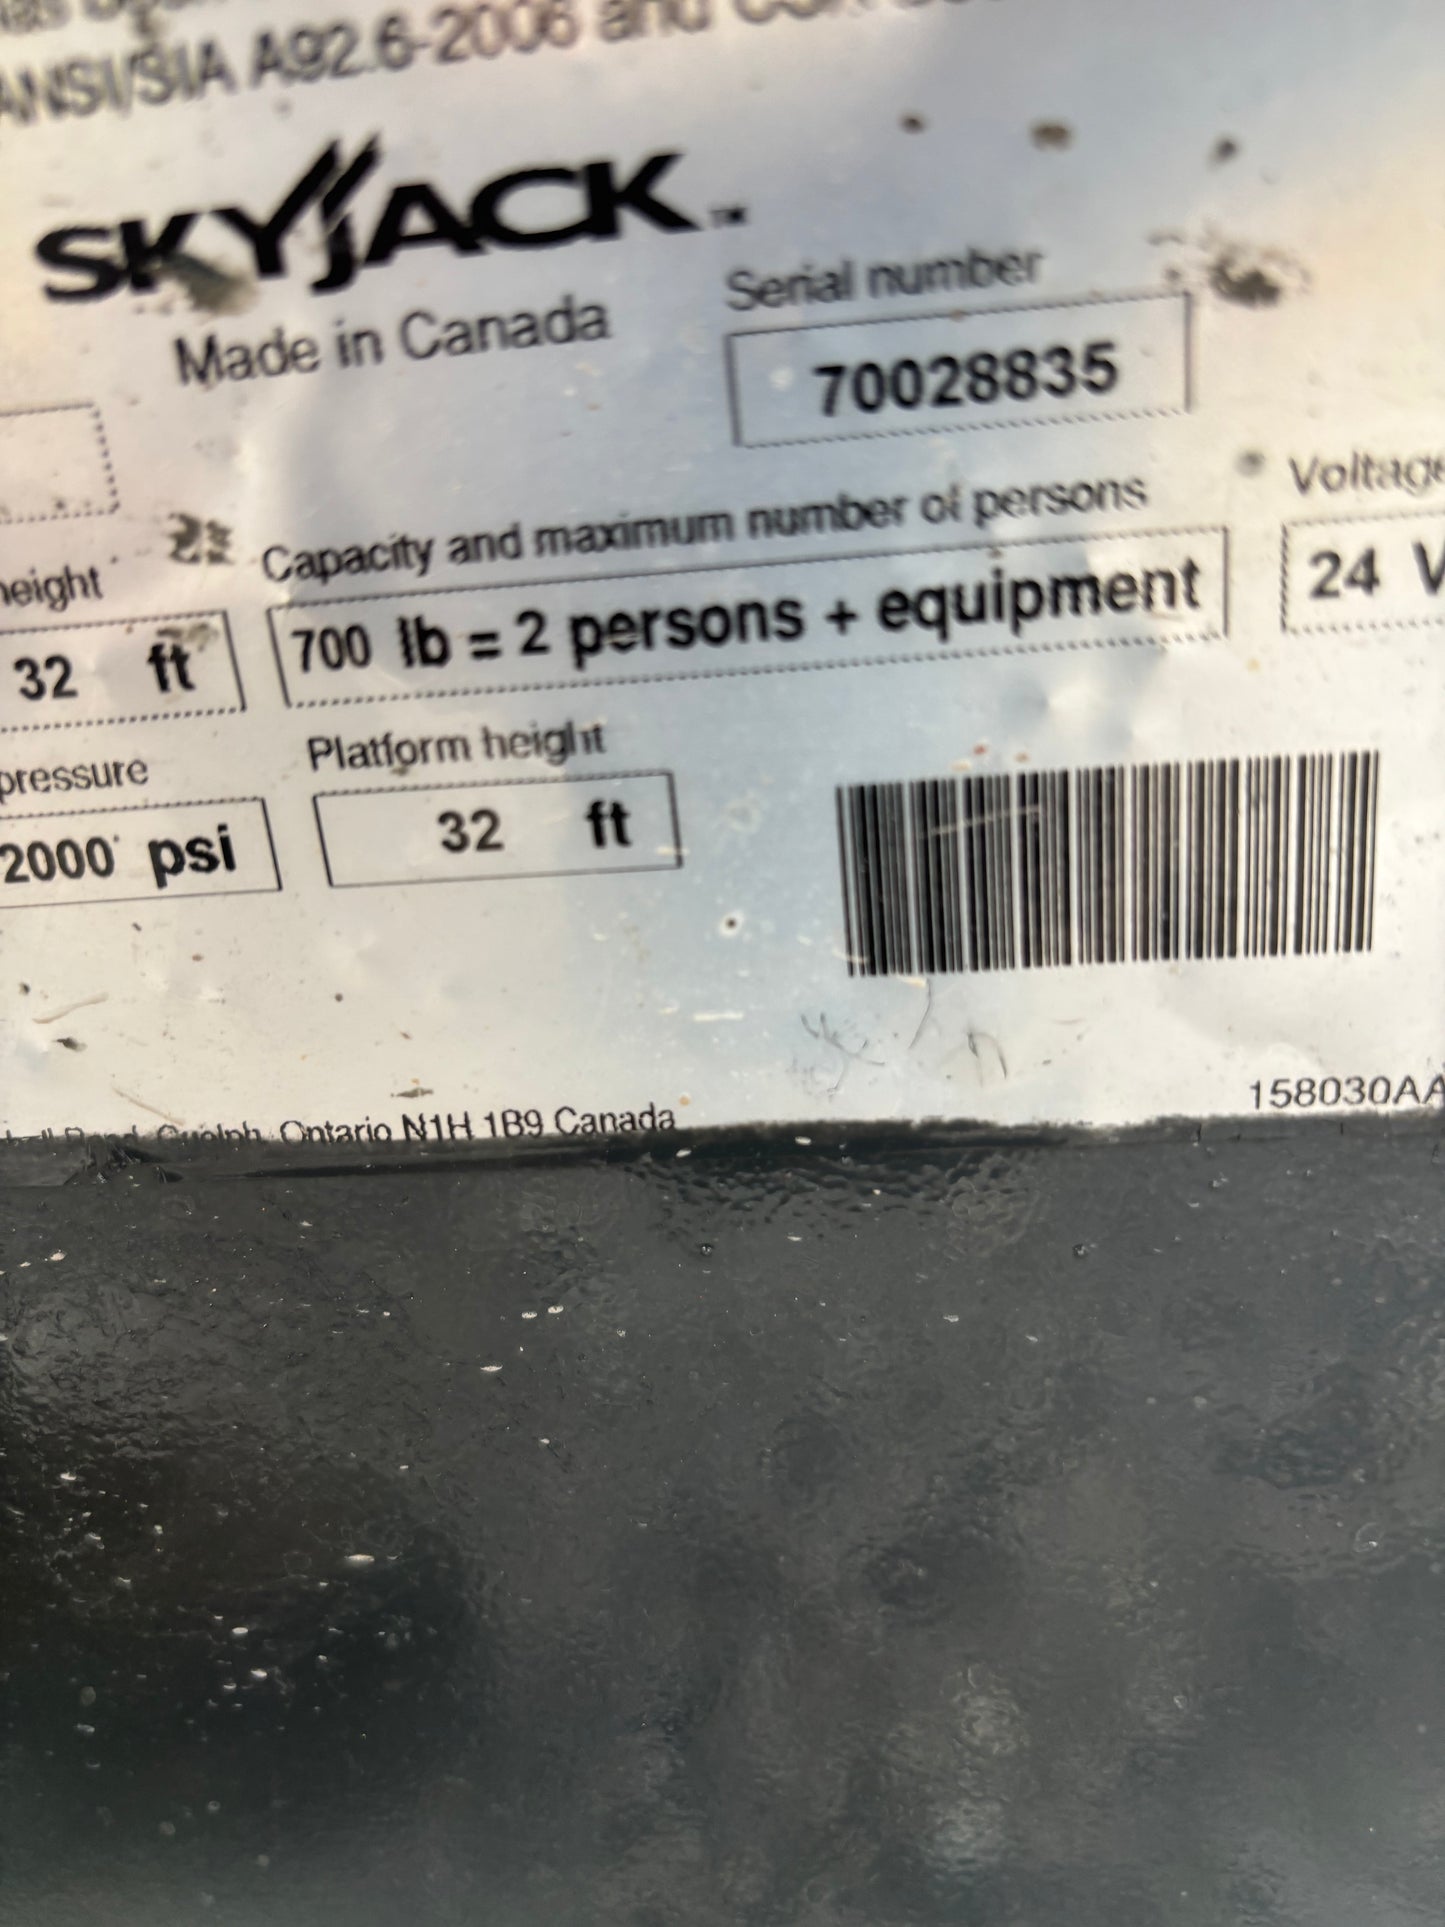 ANSI/SIA A92.6-2006 and
SKYJACK™
Made in Canada
Serial number
70028835
Capacity and maximum number of persons
Voltage
height
32 ft
700 lb = 2 persons + equipment
24 V
pressure
Platform height
2000 psi
32 ft
158030AA
Guelph, Ontario N1H 1B9 Canada